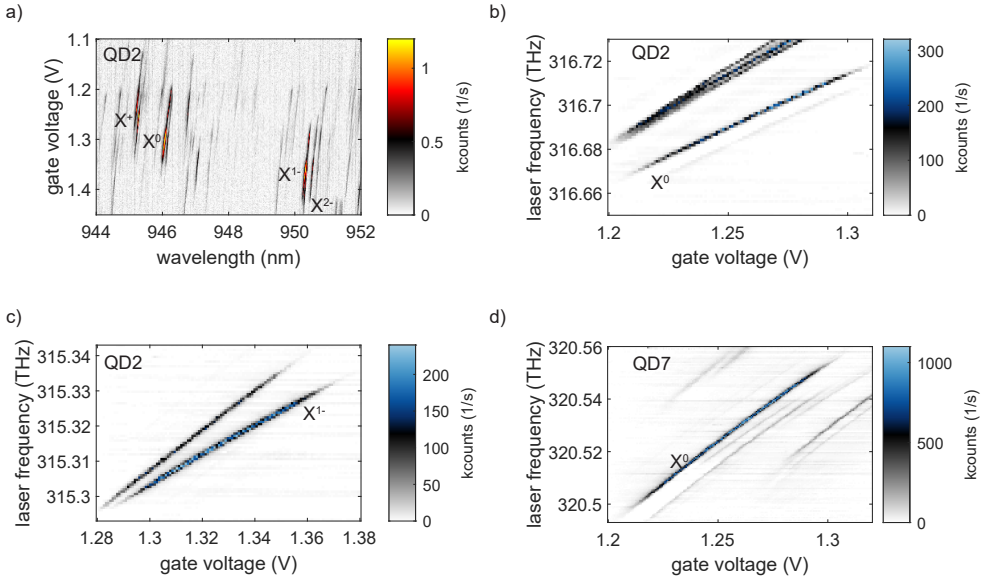 a)
QD2
1.1
1.2
1.3
1.4
gate voltage (V)
944
946
948
950
952
wavelength (nm)
X⁺
X⁰
X¹⁻
X²⁻
1
0.5
0
kcounts (1/s)
b)
QD2
316.72
316.7
316.68
316.66
laser frequency (THz)
1.2
1.25
1.3
gate voltage (V)
X⁰
300
200
100
0
kcounts (1/s)
c)
QD2
315.34
315.33
315.32
315.31
315.3
laser frequency (THz)
1.28
1.3
1.32
1.34
1.36
1.38
gate voltage (V)
X¹⁻
200
150
100
50
0
kcounts (1/s)
d)
QD7
320.56
320.54
320.52
320.5
laser frequency (THz)
1.2
1.25
1.3
gate voltage (V)
X⁰
1000
500
0
kcounts (1/s)